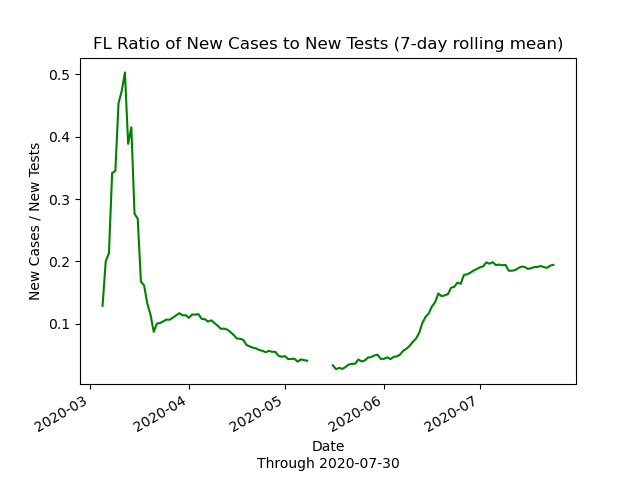 FL Ratio of New Cases to New Tests (7-day rolling mean)
New Cases / New Tests
0.5
0.4
0.3
0.2
0.1
2020-03
2020-04
2020-05
2020-06
2020-07
Date
Through 2020-07-30